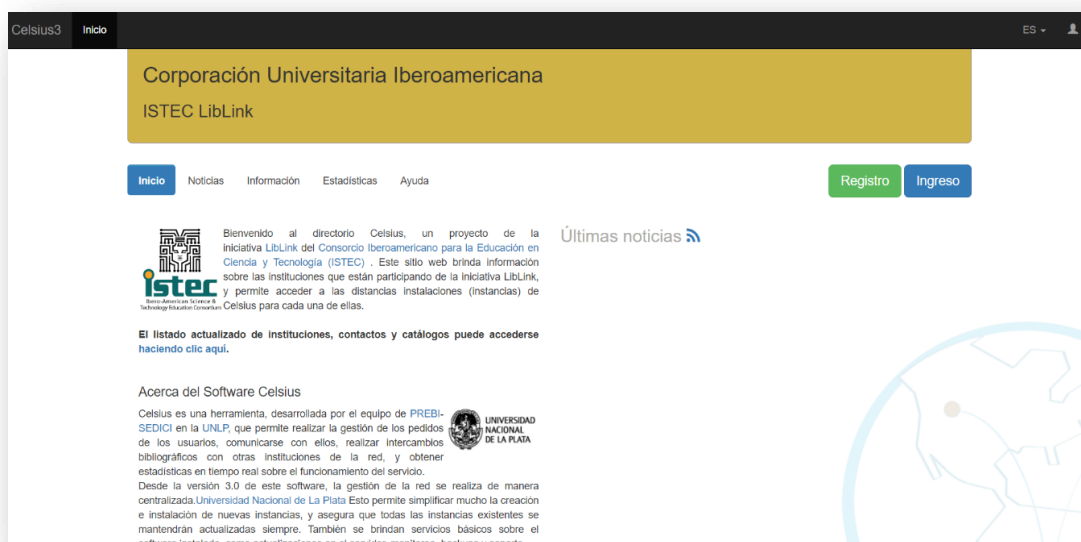 Celsius3 Inicio ES
Corporación Universitaria Iberoamericana
ISTEC LibLink
Inicio Noticias Información Estadísticas Ayuda Registro Ingreso
Bienvenido al directorio Celsius, un proyecto de la
iniciativa LibLink del Consorcio Iberoamericano para la Educación en
Ciencia y Tecnología (ISTEC) . Este sitio web brinda información
sobre las instituciones que están participando de la iniciativa LibLink,
y permite acceder a las distancias instalaciones (instancias) de
Celsius para cada una de ellas.
istec
Ibero-American Science &
Technology Education Consortium
Últimas noticias
El listado actualizado de instituciones, contactos y catálogos puede accederse
haciendo clic aquí.
Acerca del Software Celsius
Celsius es una herramienta, desarrollada por el equipo de PREBI-
SEDICI en la UNLP, que permite realizar la gestión de los pedidos
de los usuarios, comunicarse con ellos, realizar intercambios
bibliográficos con otras instituciones de la red, y obtener
estadísticas en tiempo real sobre el funcionamiento del servicio.
UNIVERSIDAD
NACIONAL
DE LA PLATA
Desde la versión 3.0 de este software, la gestión de la red se realiza de manera
centralizada.Universidad Nacional de La Plata Esto permite simplificar mucho la creación
e instalación de nuevas instancias, y asegura que todas las instancias existentes se
mantendrán actualizadas siempre. También se brindan servicios básicos sobre el